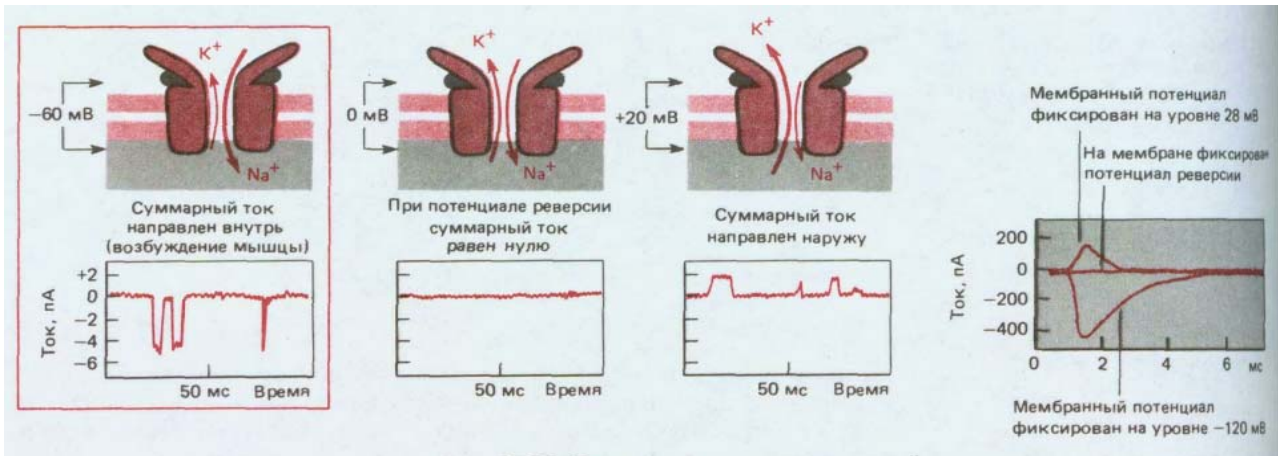 K⁺
−60 мВ
Na⁺
Суммарный ток
направлен внутрь
(возбуждение мышцы)
Ток, пА
+2
0
−2
−4
−6
50 мс Время
K⁺
0 мВ
Na⁺
При потенциале реверсии
суммарный ток
равен нулю
50 мс Время
K⁺
+20 мВ
Na⁺
Суммарный ток
направлен наружу
50 мс Время
Мембранный потенциал
фиксирован на уровне 28 мВ
На мембране фиксирован
потенциал реверсии
Ток, нА
200
0
−200
−400
0 2 4 6 мс
Мембранный потенциал
фиксирован на уровне −120 мВ